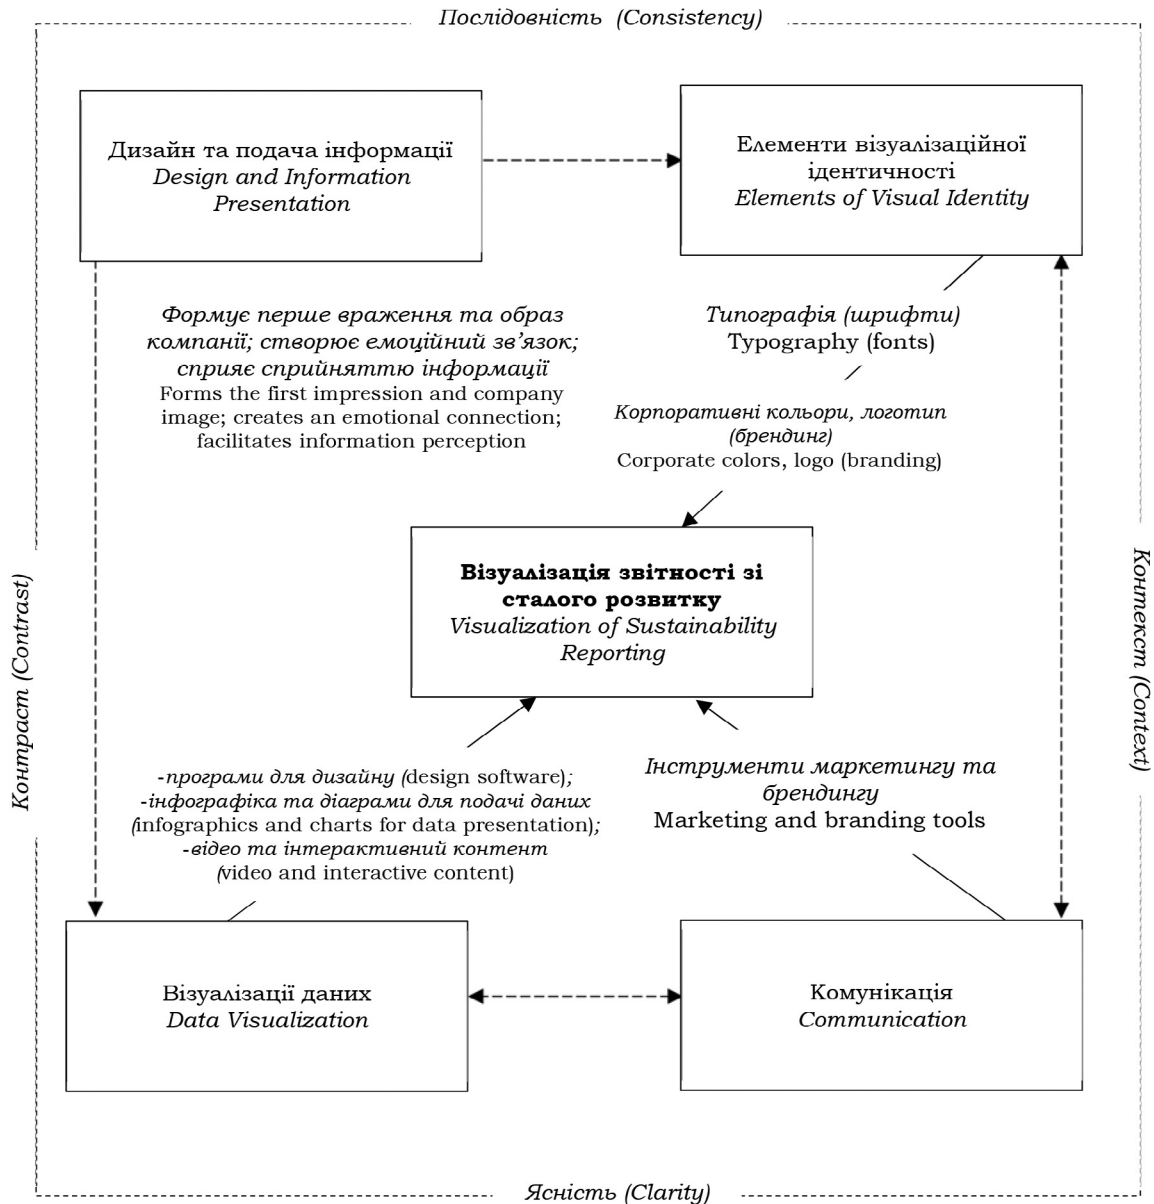 Послідовність (Consistency)
Дизайн та подача інформації
Design and Information
Presentation
Елементи візуалізаційної
ідентичності
Elements of Visual Identity
Формує перше враження та образ
компанії; створює емоційний зв’язок;
сприяє сприйняттю інформації
Forms the first impression and company
image; creates an emotional connection;
facilitates information perception
Типографія (шрифти)
Typography (fonts)
Корпоративні кольори, логотип
(брендинг)
Corporate colors, logo (branding)
Контраст (Contrast)
Візуалізація звітності зі
сталого розвитку
Visualization of Sustainability
Reporting
Контекст (Context)
-програми для дизайну (design software);
-інфографіка та діаграми для подачі даних
(infographics and charts for data presentation);
-відео та інтерактивний контент
(video and interactive content)
Інструменти маркетингу та
брендингу
Marketing and branding tools
Візуалізації даних
Data Visualization
Комунікація
Communication
Ясність (Clarity)